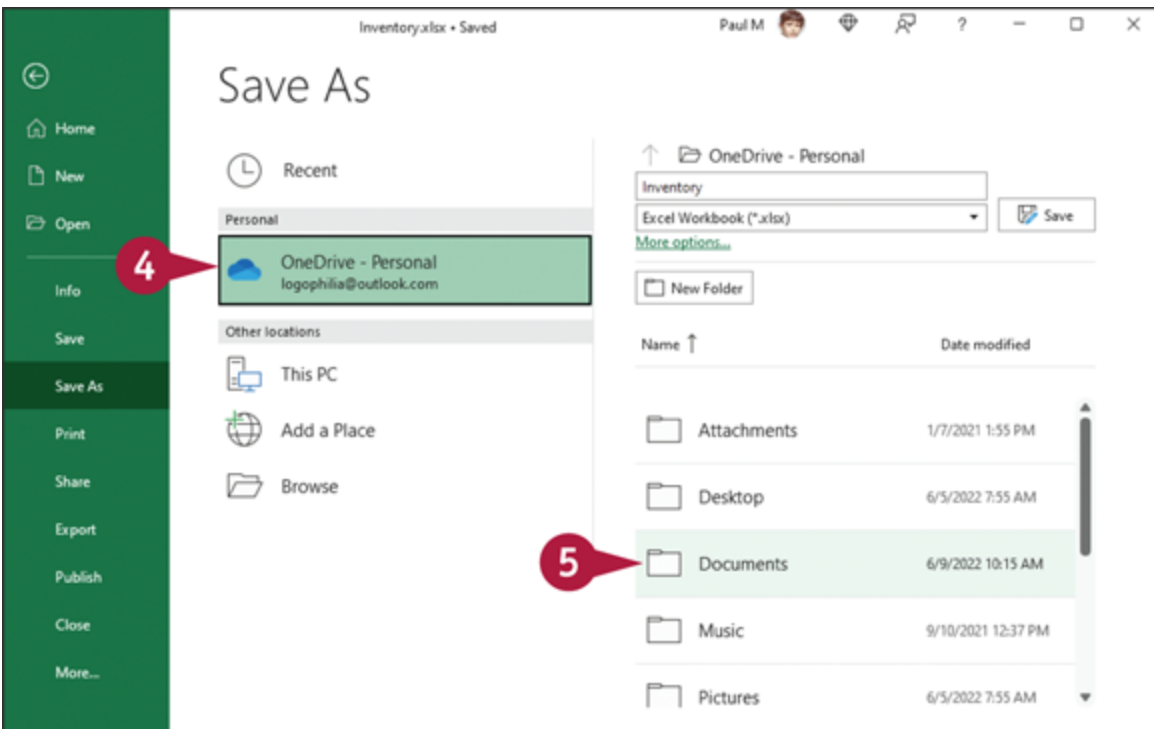 Inventory.xlsx • Saved
Paul M
?
Save As
Home
New
Open
Info
Save
Save As
Print
Share
Export
Publish
Close
More...
Recent
Personal
4
OneDrive - Personal
logophilia@outlook.com
Other locations
This PC
Add a Place
Browse
OneDrive - Personal
Inventory
Excel Workbook (*.xlsx)
Save
More options...
New Folder
Name ↑ Date modified
Attachments 1/7/2021 1:55 PM
Desktop 6/5/2022 7:55 AM
5
Documents 6/9/2022 10:15 AM
Music 9/10/2021 12:37 PM
Pictures 6/5/2022 7:55 AM